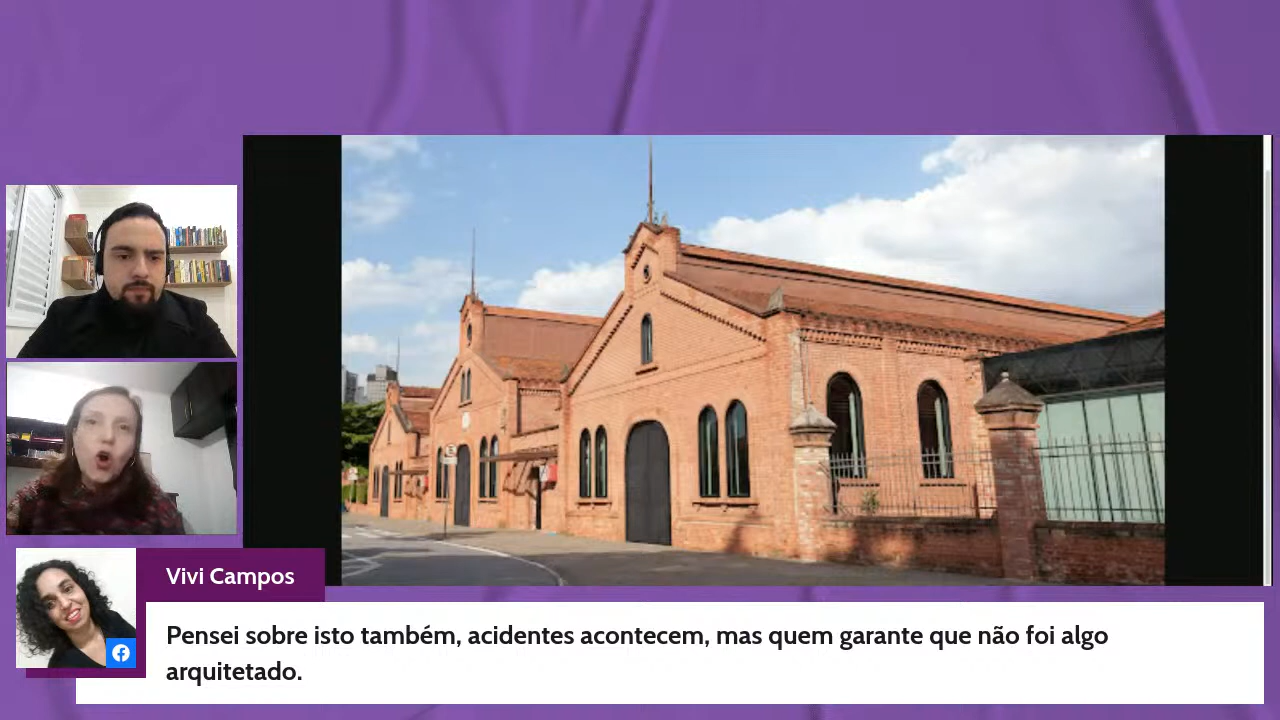 Vivi Campos
Pensei sobre isto também, acidentes acontecem, mas quem garante que não foi algo
arquitetado.